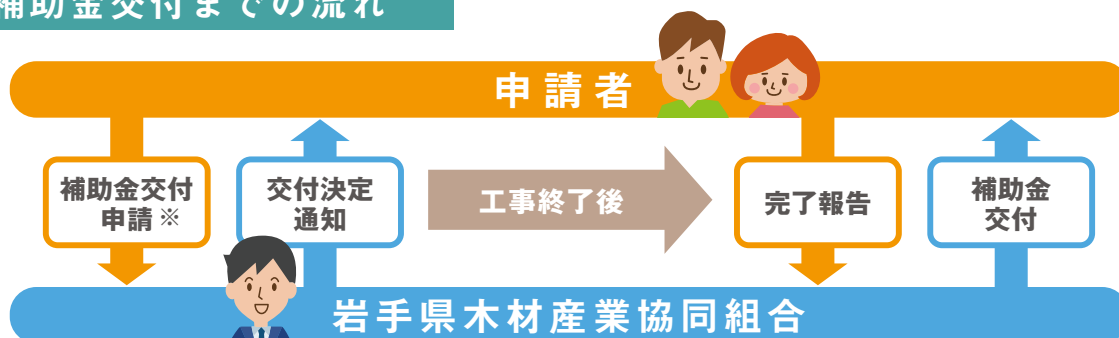 補助金交付までの流れ
申請者
補助金交付
申請※
交付決定
通知
工事終了後
完了報告
補助金
交付
岩手県木材産業協同組合